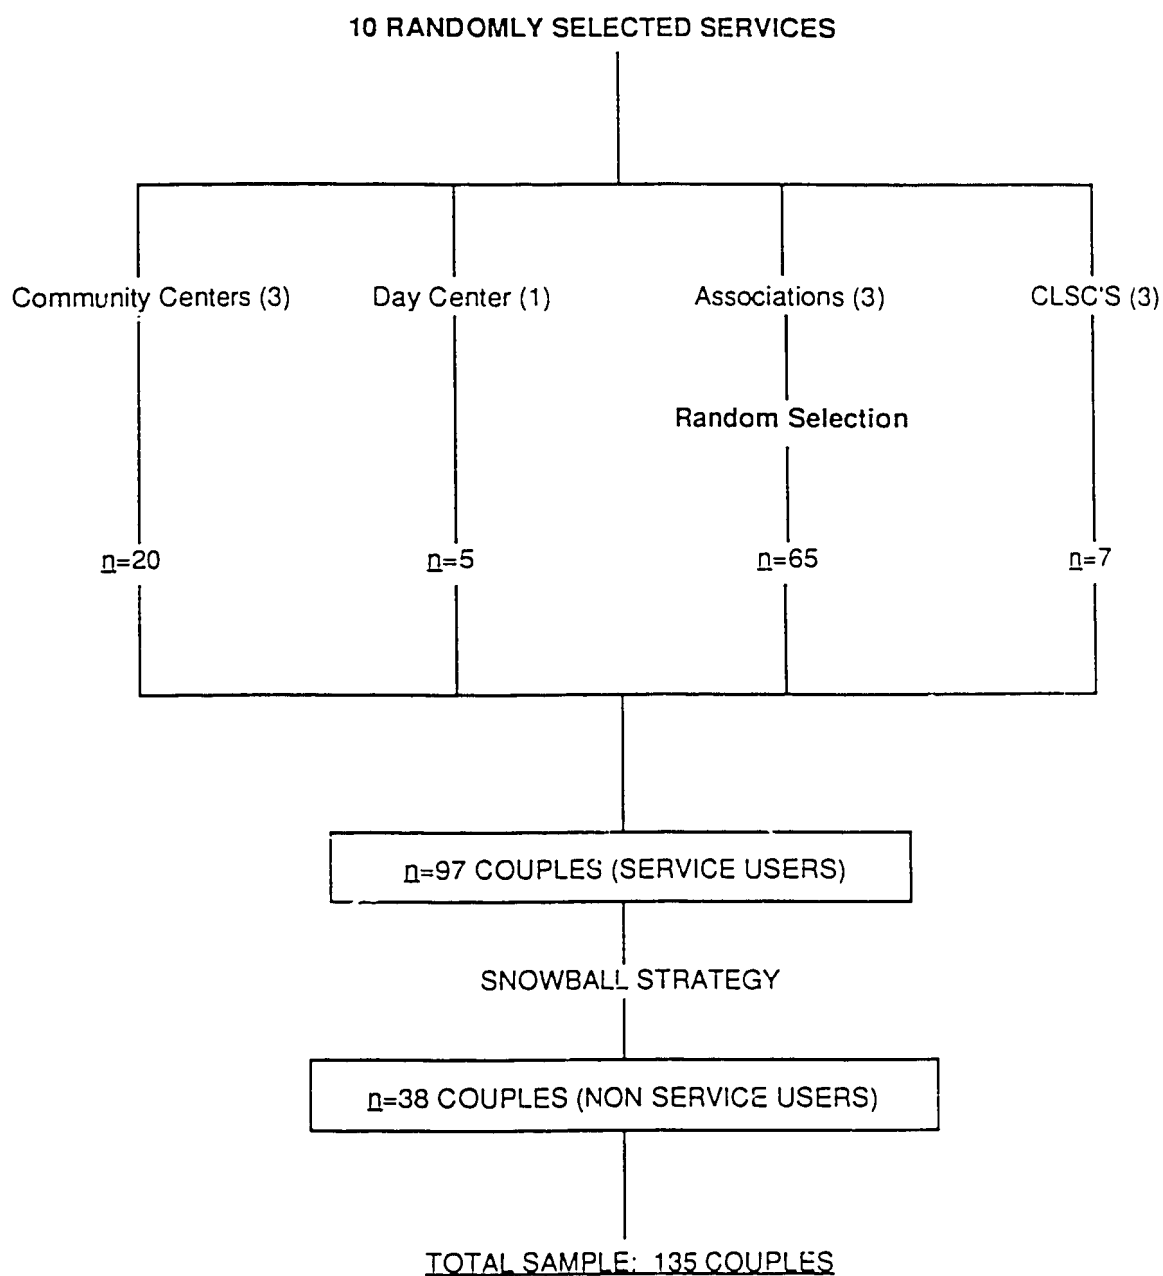 10 RANDOMLY SELECTED SERVICES
Community Centers (3) Day Center (1) Associations (3) CLSC'S (3)
Random Selection
n=20 n=5 n=65 n=7
n=97 COUPLES (SERVICE USERS)
SNOWBALL STRATEGY
n=38 COUPLES (NON SERVICE USERS)
TOTAL SAMPLE: 135 COUPLES